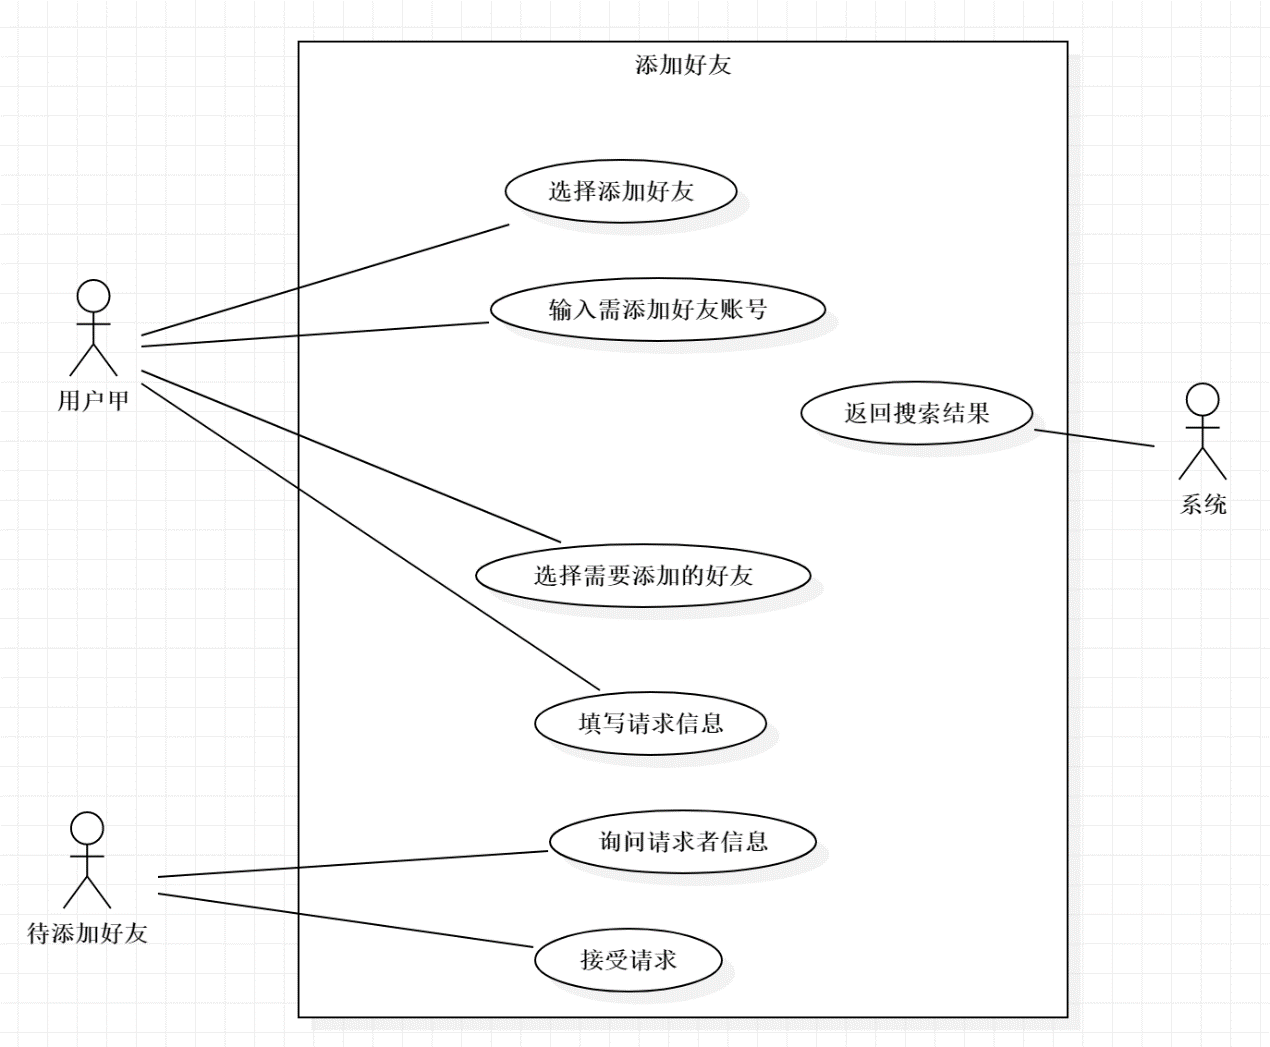 添加好友
选择添加好友
输入需添加好友账号
用户甲
返回搜索结果
系统
选择需要添加的好友
填写请求信息
询问请求者信息
待添加好友
接受请求